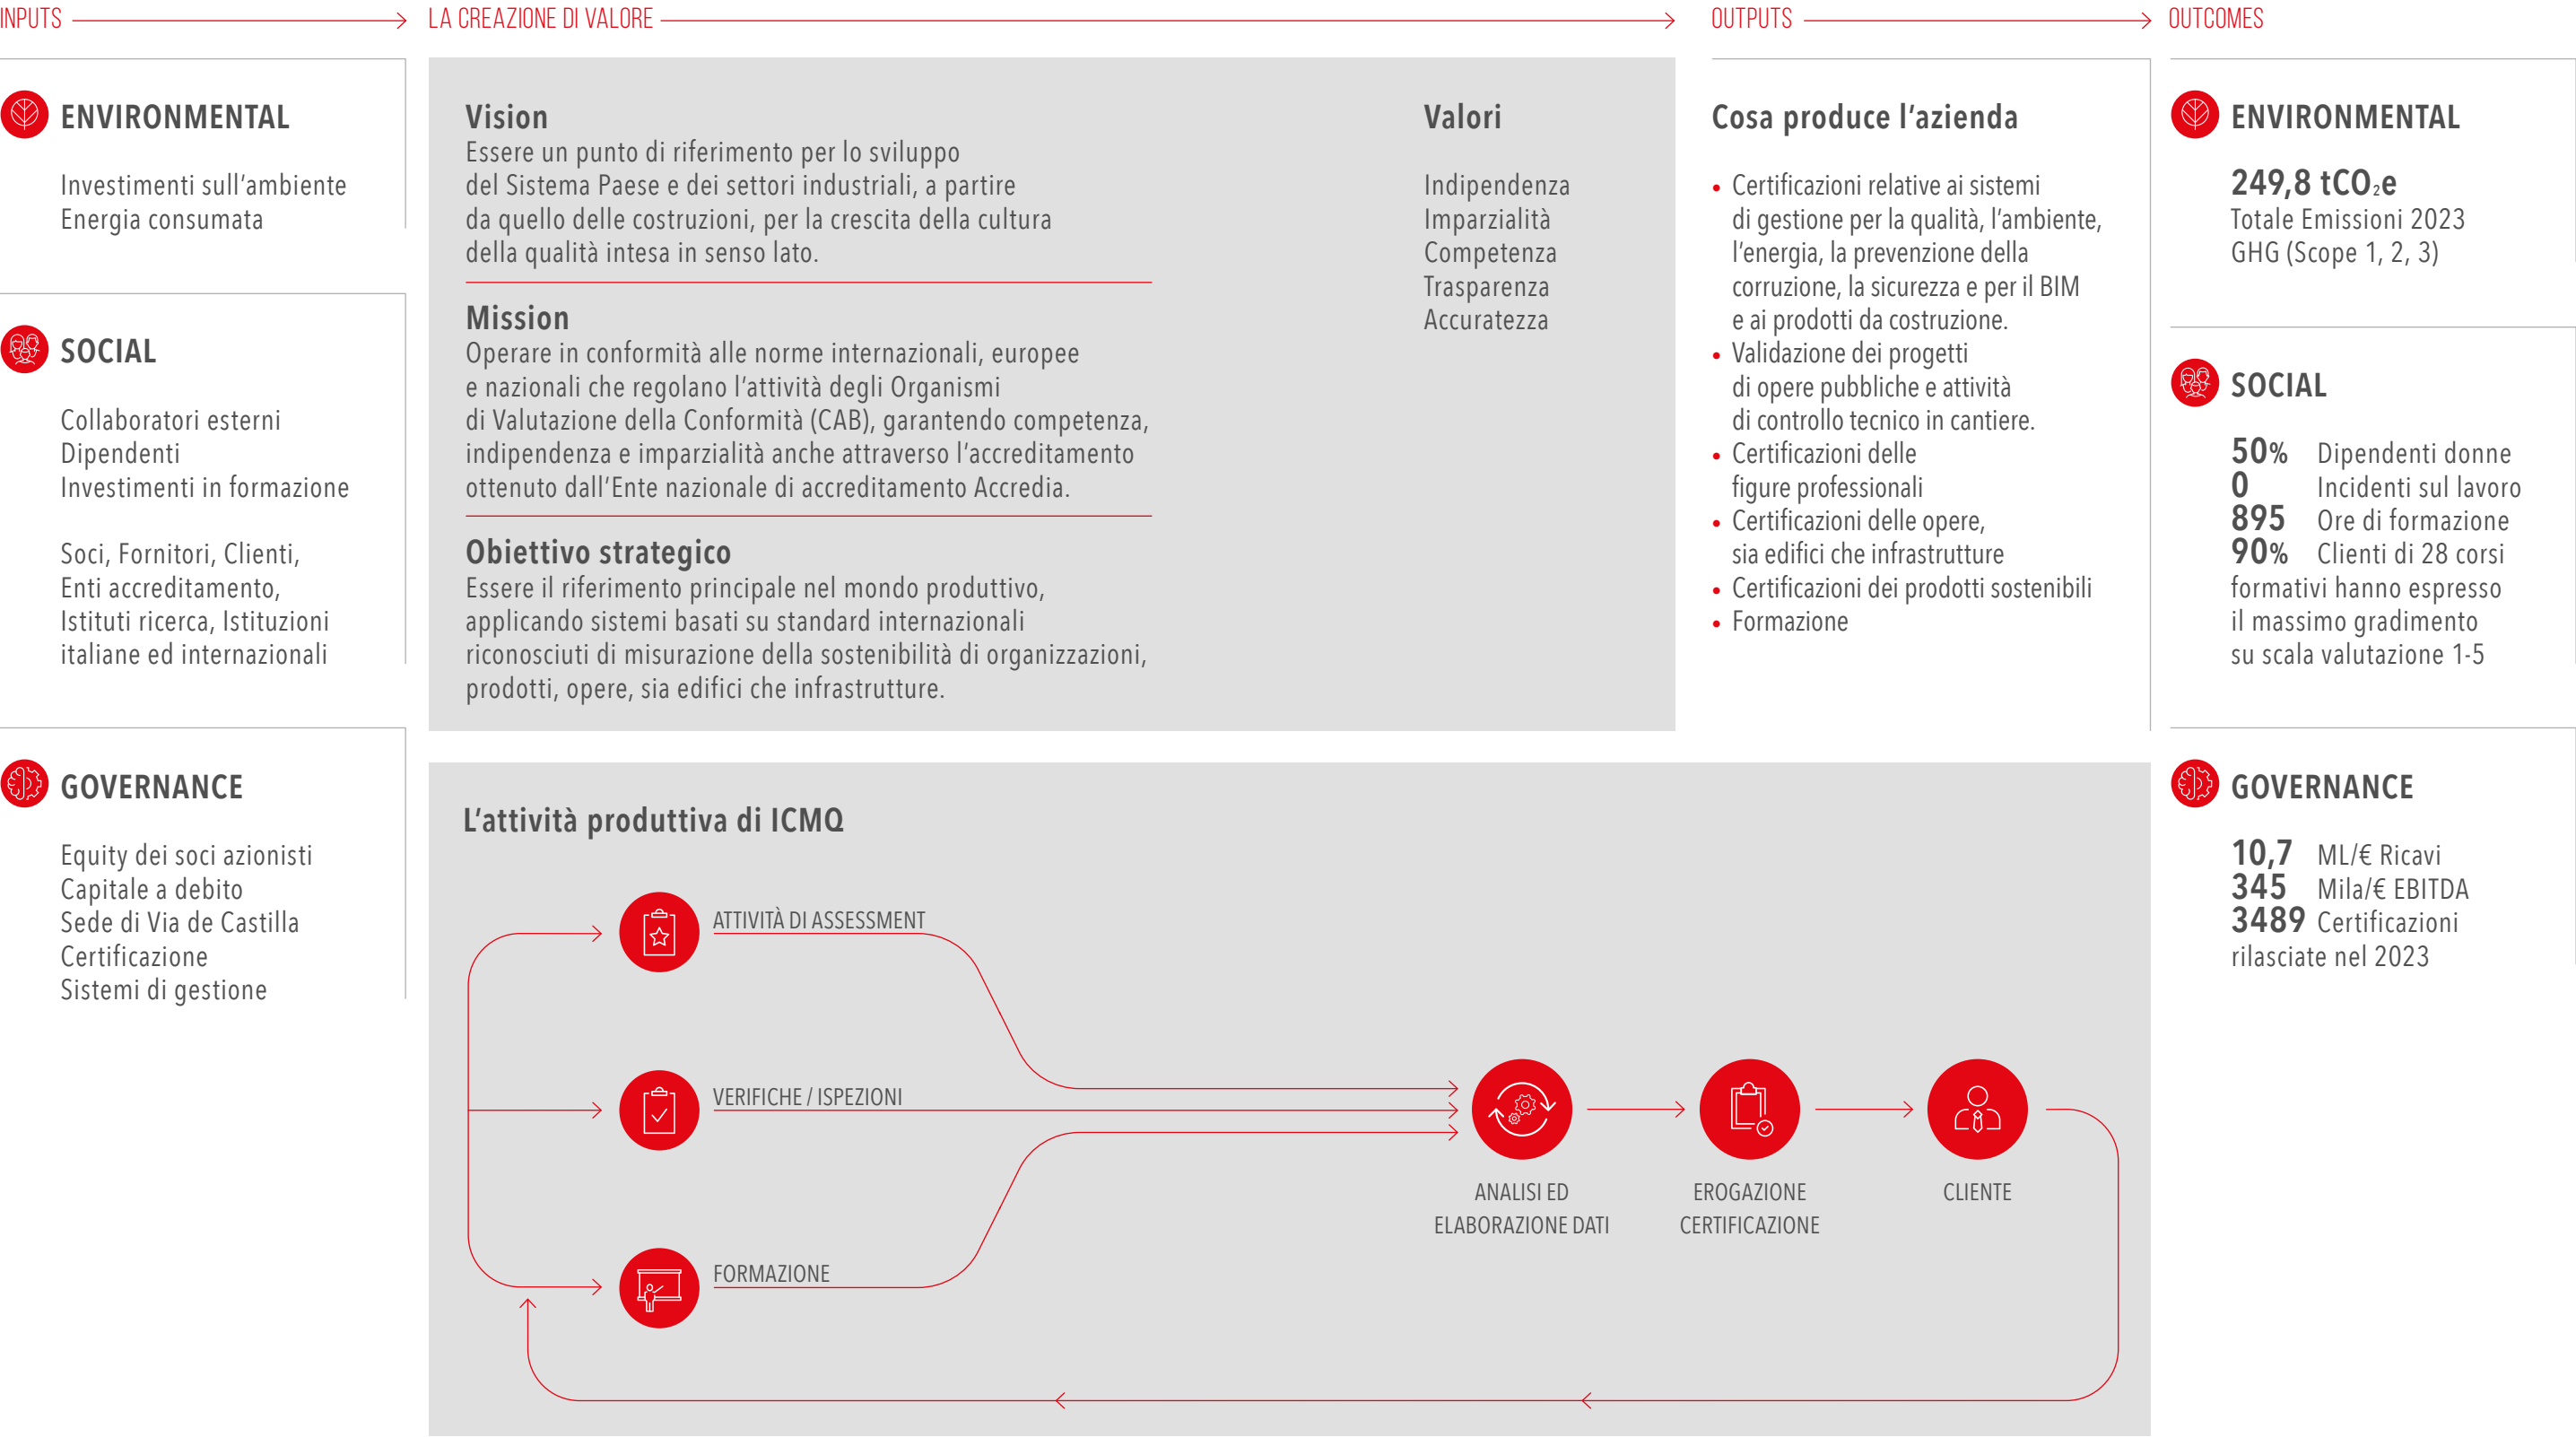 INPUTS
LA CREAZIONE DI VALORE
OUTPUTS
OUTCOMES
ENVIRONMENTAL
Investimenti sull'ambiente
Energia consumata
SOCIAL
Collaboratori esterni
Dipendenti
Investimenti in formazione
Soci, Fornitori, Clienti,
Enti accreditamento,
Istituti ricerca, Istituzioni
italiane ed internazionali
GOVERNANCE
Equity dei soci azionisti
Capitale a debito
Sede di Via de Castilla
Certificazione
Sistemi di gestione
Vision
Essere un punto di riferimento per lo sviluppo
del Sistema Paese e dei settori industriali, a partire
da quello delle costruzioni, per la crescita della cultura
della qualità intesa in senso lato.
Mission
Operare in conformità alle norme internazionali, europee
e nazionali che regolano l'attività degli Organismi
di Valutazione della Conformità (CAB), garantendo competenza,
indipendenza e imparzialità anche attraverso l'accreditamento
ottenuto dall'Ente nazionale di accreditamento Accredia.
Obiettivo strategico
Essere il riferimento principale nel mondo produttivo,
applicando sistemi basati su standard internazionali
riconosciuti di misurazione della sostenibilità di organizzazioni,
prodotti, opere, sia edifici che infrastrutture.
Valori
Indipendenza
Imparzialità
Competenza
Trasparenza
Accuratezza
Cosa produce l'azienda
• Certificazioni relative ai sistemi
di gestione per la qualità, l'ambiente,
l'energia, la prevenzione della
corruzione, la sicurezza e per il BIM
e ai prodotti da costruzione.
• Validazione dei progetti
di opere pubbliche e attività
di controllo tecnico in cantiere.
• Certificazioni delle
figure professionali
• Certificazioni delle opere,
sia edifici che infrastrutture
• Certificazioni dei prodotti sostenibili
• Formazione
L'attività produttiva di ICMQ
ATTIVITÀ DI ASSESSMENT
VERIFICHE / ISPEZIONI
FORMAZIONE
ANALISI ED
ELABORAZIONE DATI
EROGAZIONE
CERTIFICAZIONE
CLIENTE
ENVIRONMENTAL
249,8 tCO₂e
Totale Emissioni 2023
GHG (Scope 1, 2, 3)
SOCIAL
50% Dipendenti donne
0 Incidenti sul lavoro
895 Ore di formazione
90% Clienti di 28 corsi
formativi hanno espresso
il massimo gradimento
su scala valutazione 1-5
GOVERNANCE
10,7 ML/€ Ricavi
345 Mila/€ EBITDA
3489 Certificazioni
rilasciate nel 2023